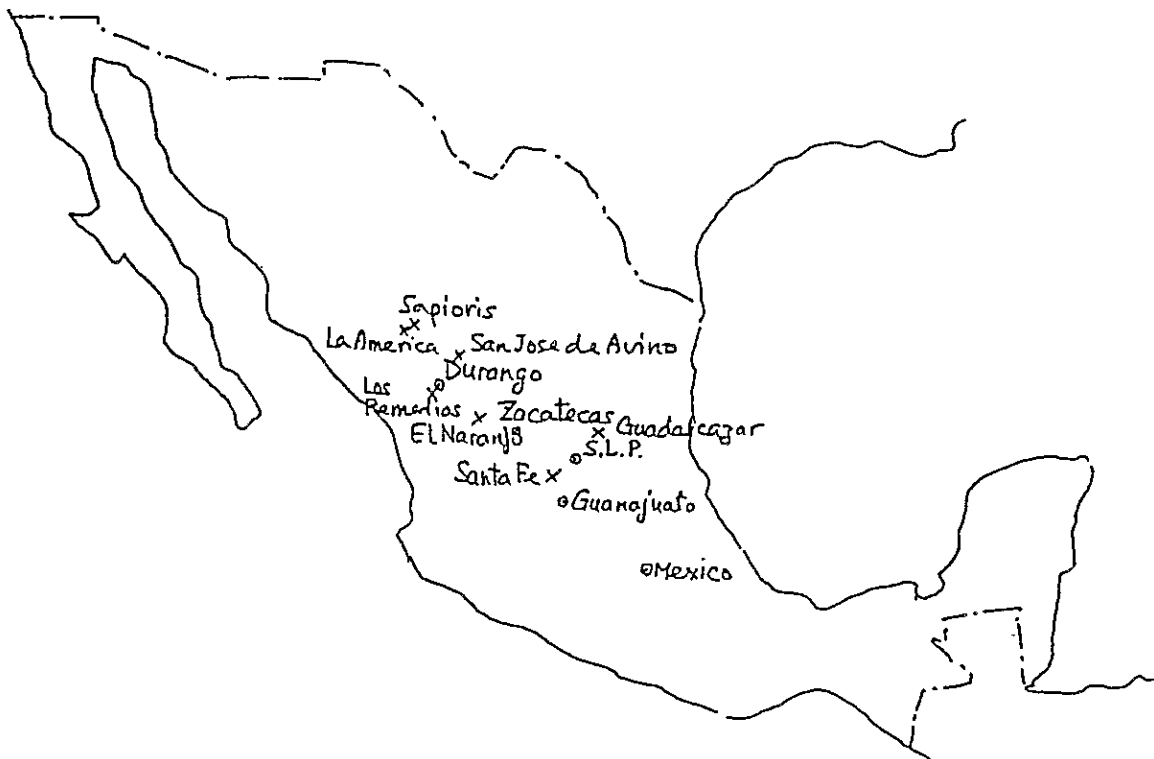 Sapioris
La America
San Jose de Avino
Durango
Los
Remedios
Zacatecas
Guadalcazar
El Naranjo
S.L.P.
Santa Fe
Guanajuato
Mexico